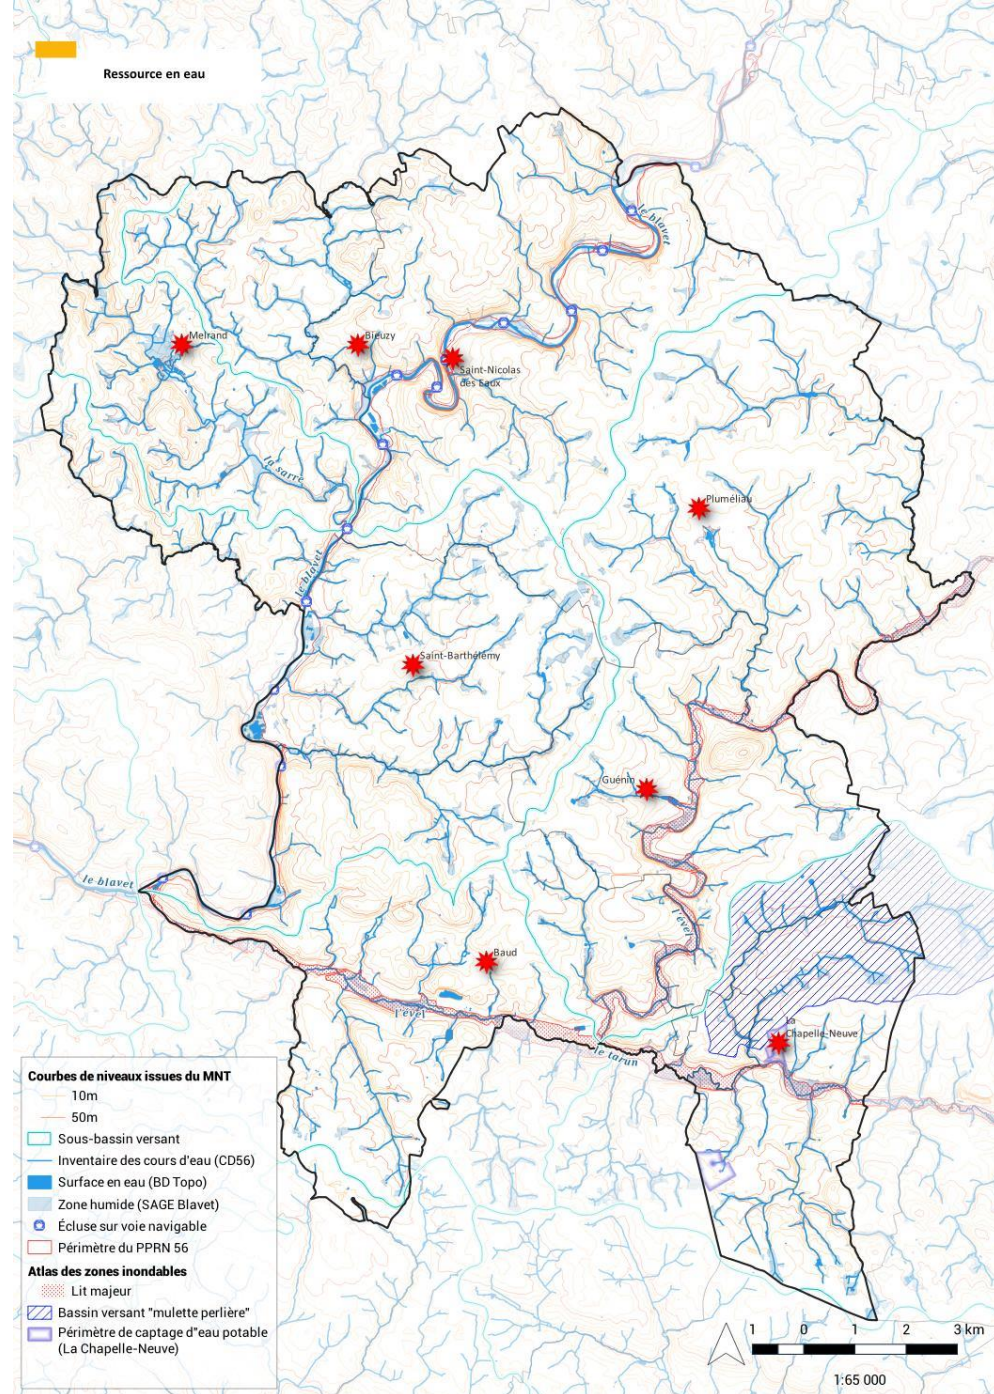 Ressource en eau
le blavet
Melrand
Bieuzy
Saint-Nicolas
des Eaux
la sarre
Pluméliau
le blavet
Saint-Barthélémy
Guénin
le blavet
l'ével
Baud
l'ével
La
Chapelle-Neuve
le tarun
Courbes de niveaux issues du MNT
10m
50m
Sous-bassin versant
Inventaire des cours d'eau (CD56)
Surface en eau (BD Topo)
Zone humide (SAGE Blavet)
Écluse sur voie navigable
Périmètre du PPRN 56
Atlas des zones inondables
Lit majeur
Bassin versant "mulette perlière"
Périmètre de captage d"eau potable
(La Chapelle-Neuve)
1 0 1 2 3 km
1:65 000